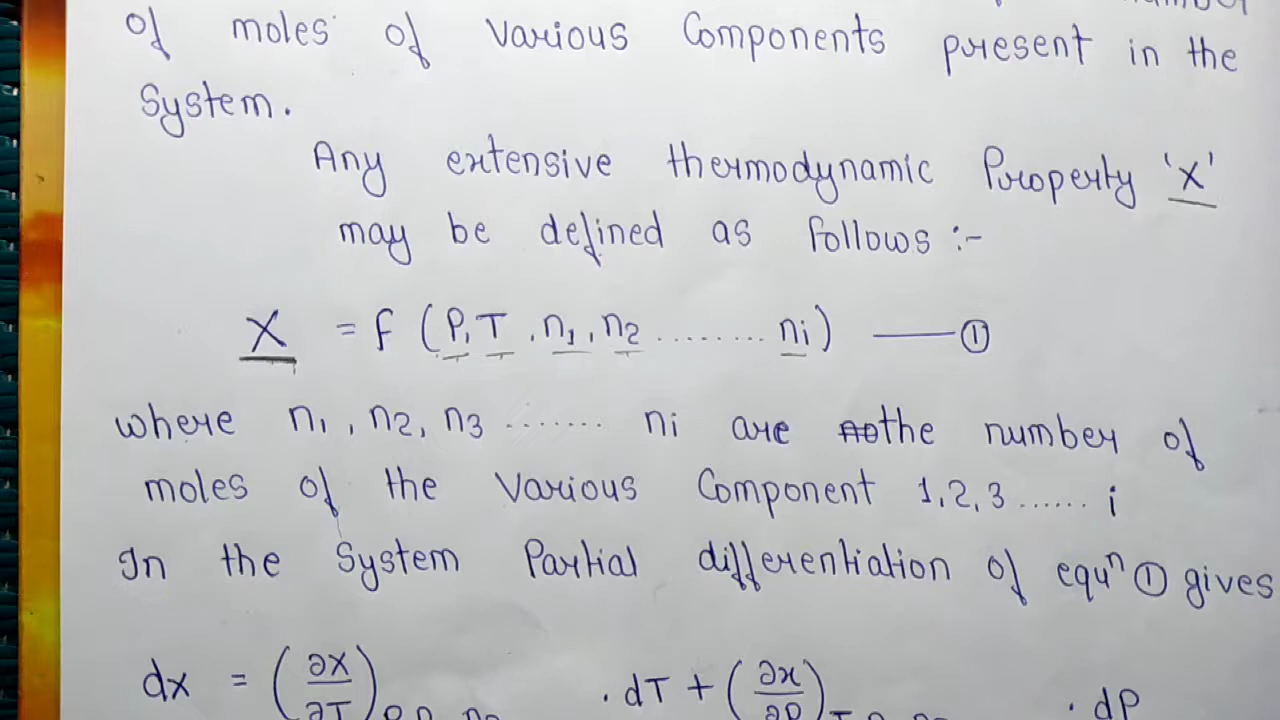 of moles of various Components present in the
System.
Any extensive thermodynamic Property 'X'
may be defined as follows :-
X = f (P, T, n1, n2 ........ ni) —— ①
where n1, n2, n3 ....... ni are the number of
moles of the various Component 1, 2, 3 ...... i
In the System Partial differentiation of equⁿ ① gives
dx = (∂X/∂T) P, n, n2 . dT + (∂x/∂P) T, n, n . dP